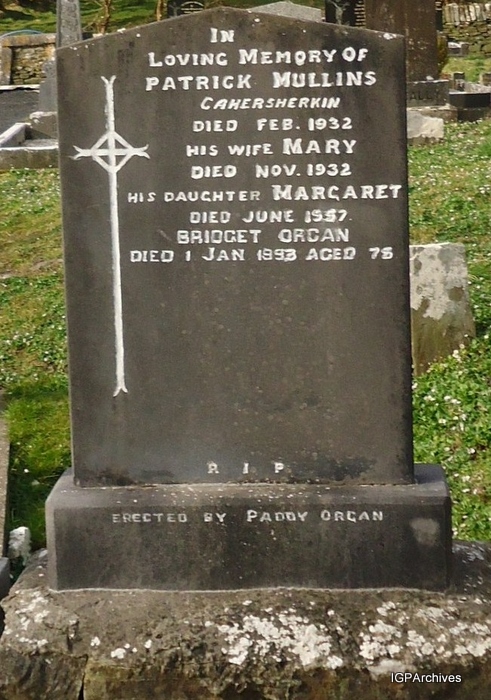 In
Loving Memory Of
PATRICK MULLINS
CAHERSHERKIN
DIED FEB. 1932
HIS WIFE MARY
DIED NOV. 1932
HIS DAUGHTER MARGARET
DIED JUNE 1957.
BRIDGET ORGAN
DIED 1 JAN 1993 AGED 75
R I P
ERECTED BY PADDY ORGAN
IGPArchives